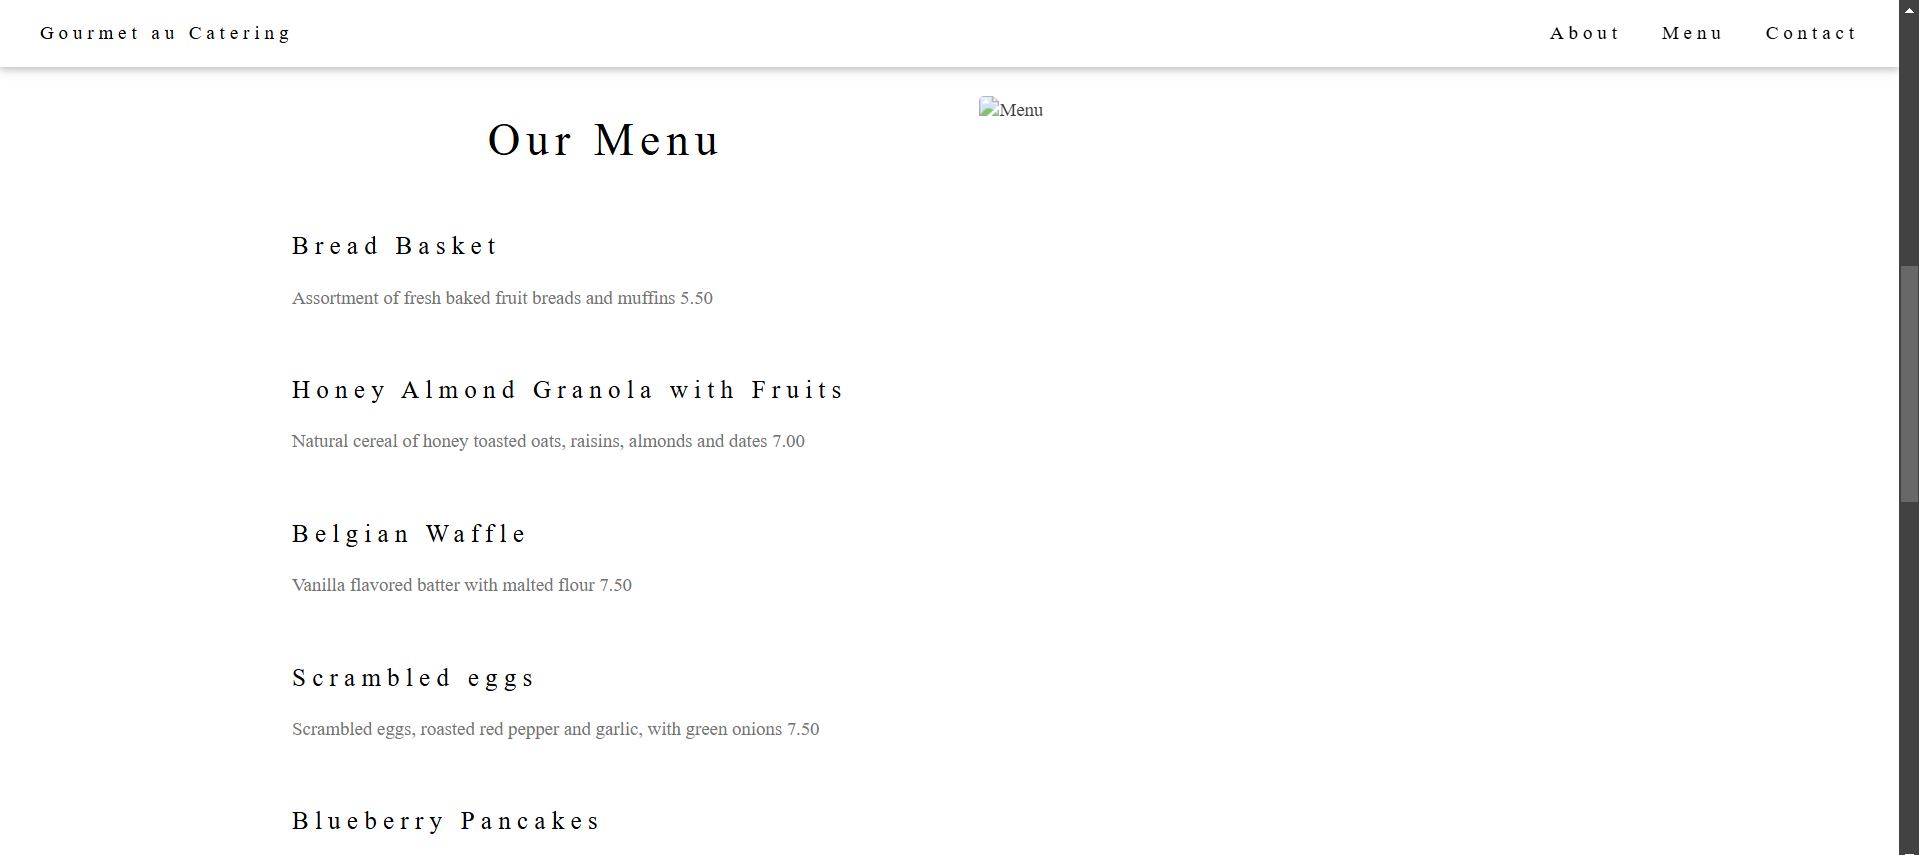 Gourmet au Catering
About Menu Contact
Our Menu
Menu
Bread Basket
Assortment of fresh baked fruit breads and muffins 5.50
Honey Almond Granola with Fruits
Natural cereal of honey toasted oats, raisins, almonds and dates 7.00
Belgian Waffle
Vanilla flavored batter with malted flour 7.50
Scrambled eggs
Scrambled eggs, roasted red pepper and garlic, with green onions 7.50
Blueberry Pancakes